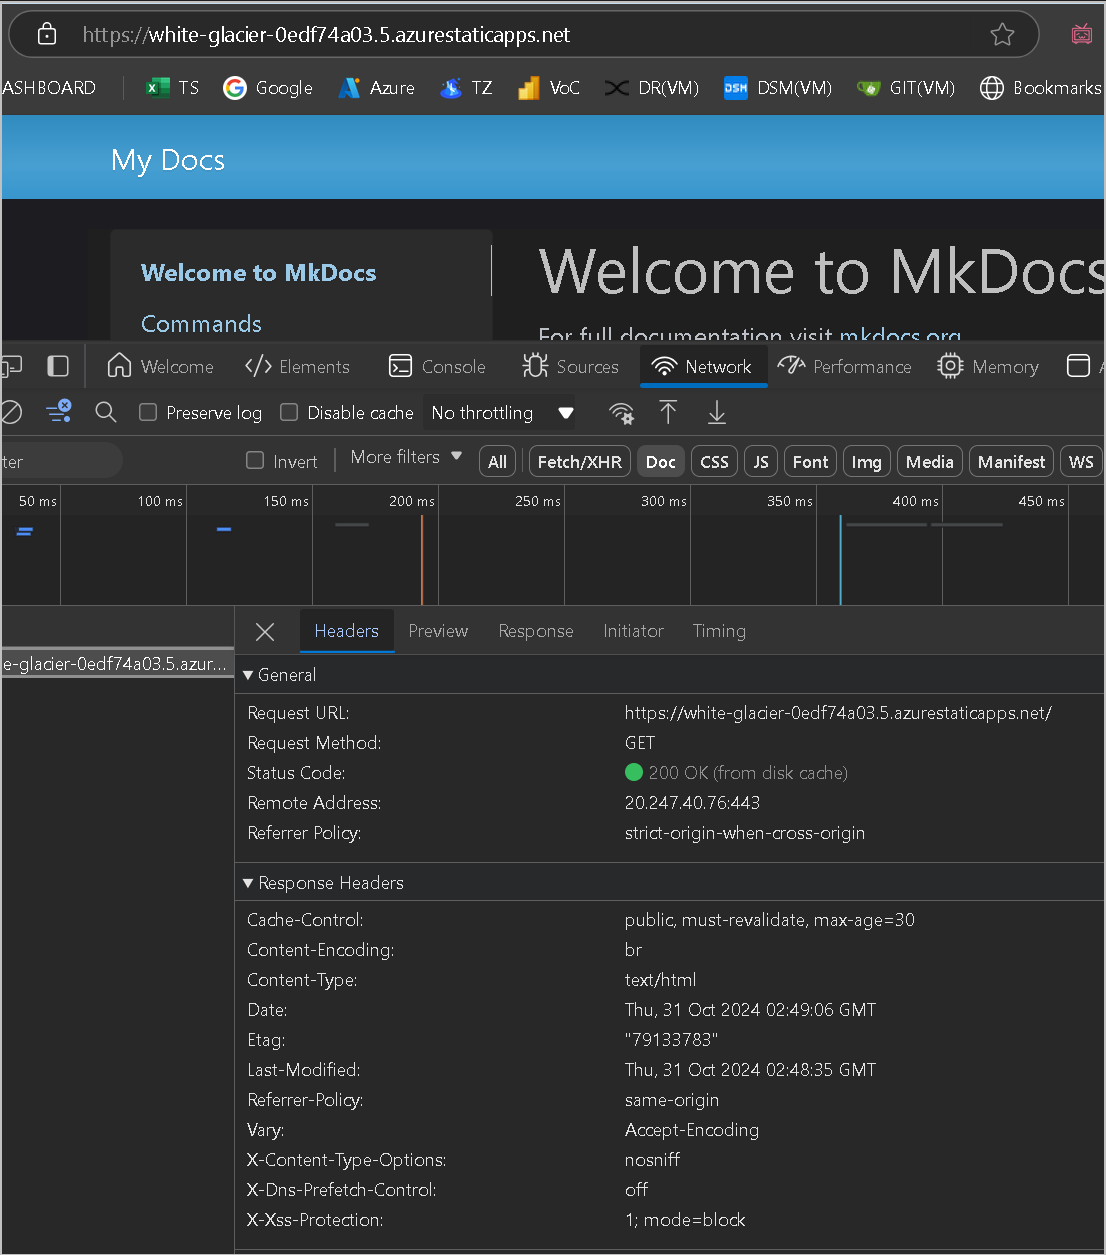 https://white-glacier-0edf74a03.5.azurestaticapps.net
ASHBOARD TS Google Azure TZ VoC DR(VM) DSM DSM(VM) GIT(VM) Bookmarks
My Docs
Welcome to MkDocs
Commands
Welcome to MkDocs
For full documentation visit mkdocs.org
Welcome Elements Console Sources Network Performance Memory A
Preserve log Disable cache No throttling
ter Invert More filters All Fetch/XHR Doc CSS JS Font Img Media Manifest WS
50 ms 100 ms 150 ms 200 ms 250 ms 300 ms 350 ms 400 ms 450 ms
Headers Preview Response Initiator Timing
e-glacier-0edf74a03.5.azur...
General
Request URL: https://white-glacier-0edf74a03.5.azurestaticapps.net/
Request Method: GET
Status Code: 200 OK (from disk cache)
Remote Address: 20.247.40.76:443
Referrer Policy: strict-origin-when-cross-origin
Response Headers
Cache-Control: public, must-revalidate, max-age=30
Content-Encoding: br
Content-Type: text/html
Date: Thu, 31 Oct 2024 02:49:06 GMT
Etag: "79133783"
Last-Modified: Thu, 31 Oct 2024 02:48:35 GMT
Referrer-Policy: same-origin
Vary: Accept-Encoding
X-Content-Type-Options: nosniff
X-Dns-Prefetch-Control: off
X-Xss-Protection: 1; mode=block